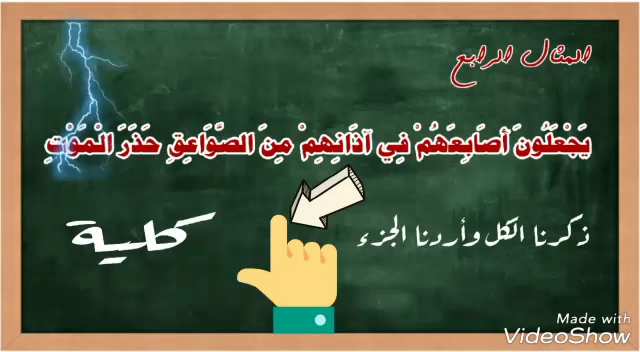 المثال الرابع
يَجْعَلُونَ أَصَابِعَهُمْ فِي آذَانِهِمْ مِنَ الصَّوَاعِقِ حَذَرَ الْمَوْتِ
ذكرنا الكل وأردنا الجزء
كلية
Made with
VideoShow